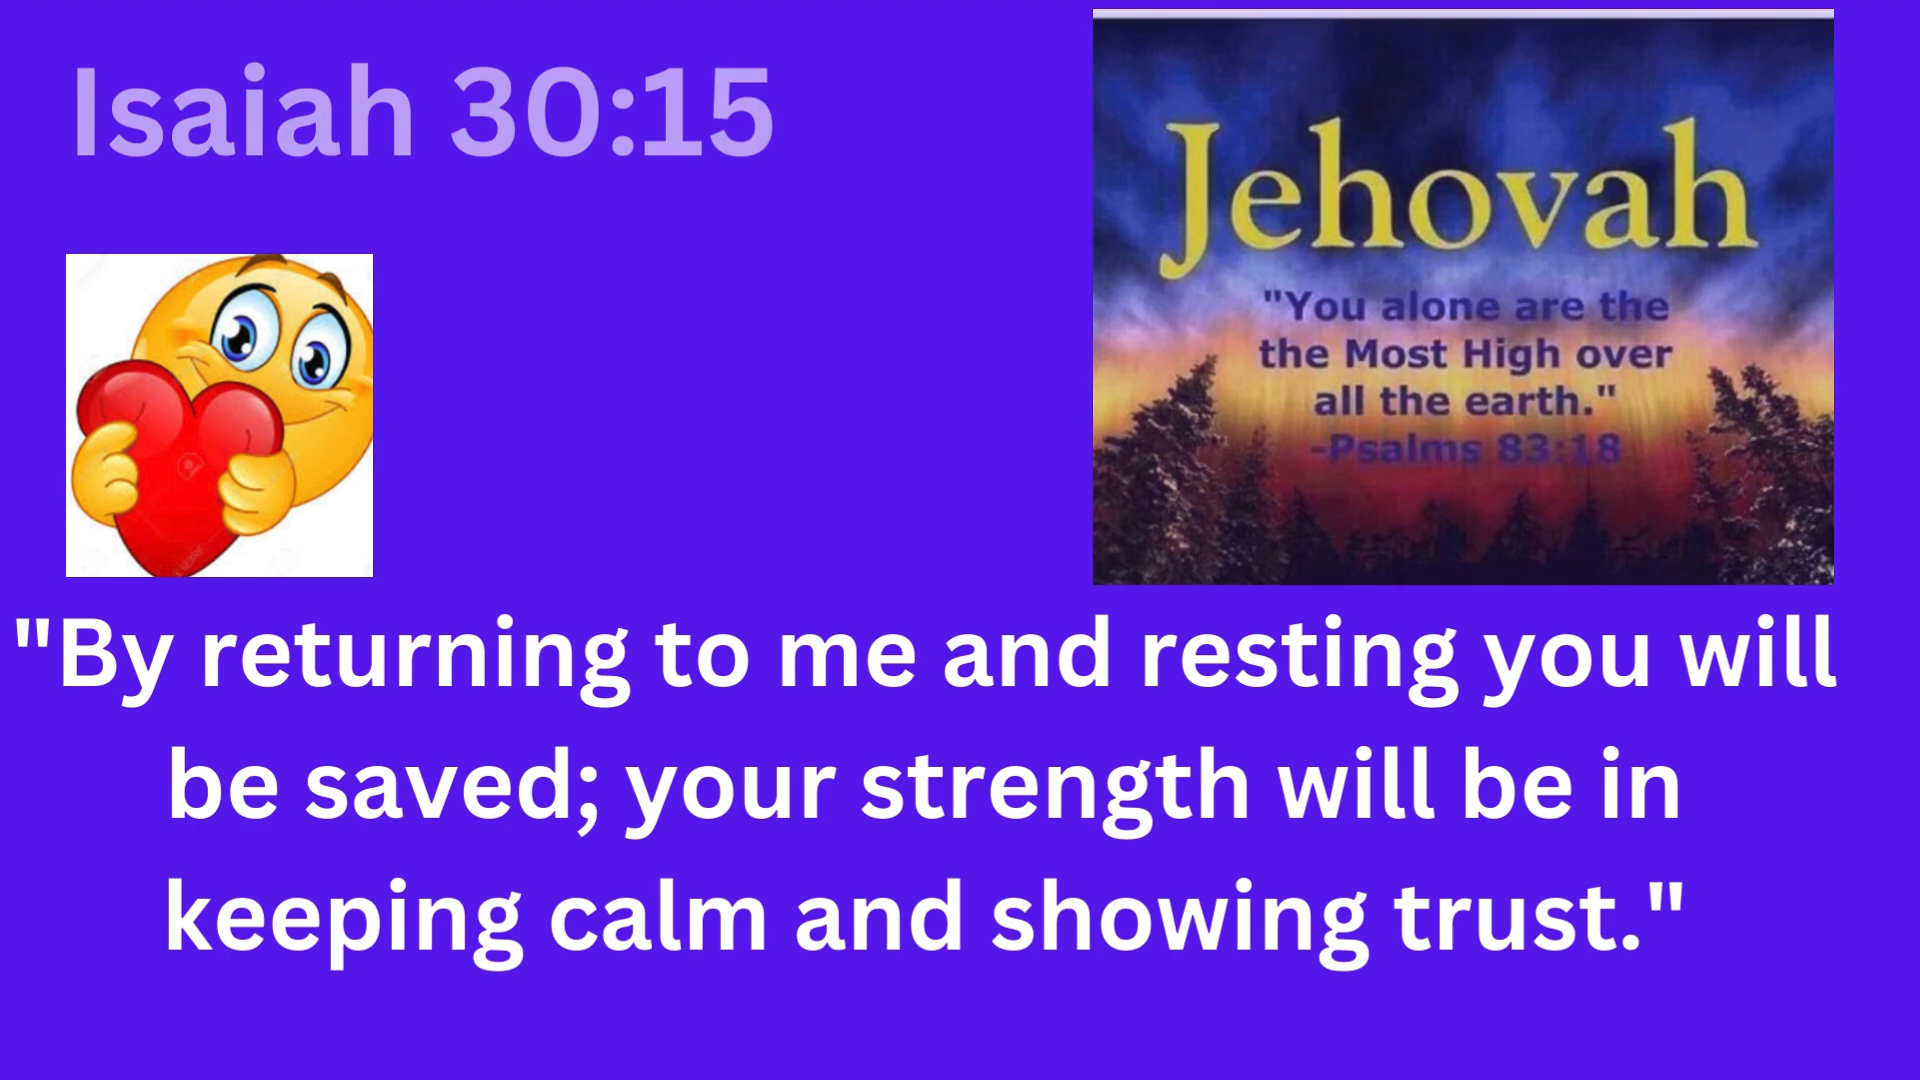 Isaiah 30:15
Jehovah
"You alone are the
the Most High over
all the earth."
-Psalms 83:18
"By returning to me and resting you will
be saved; your strength will be in
keeping calm and showing trust."